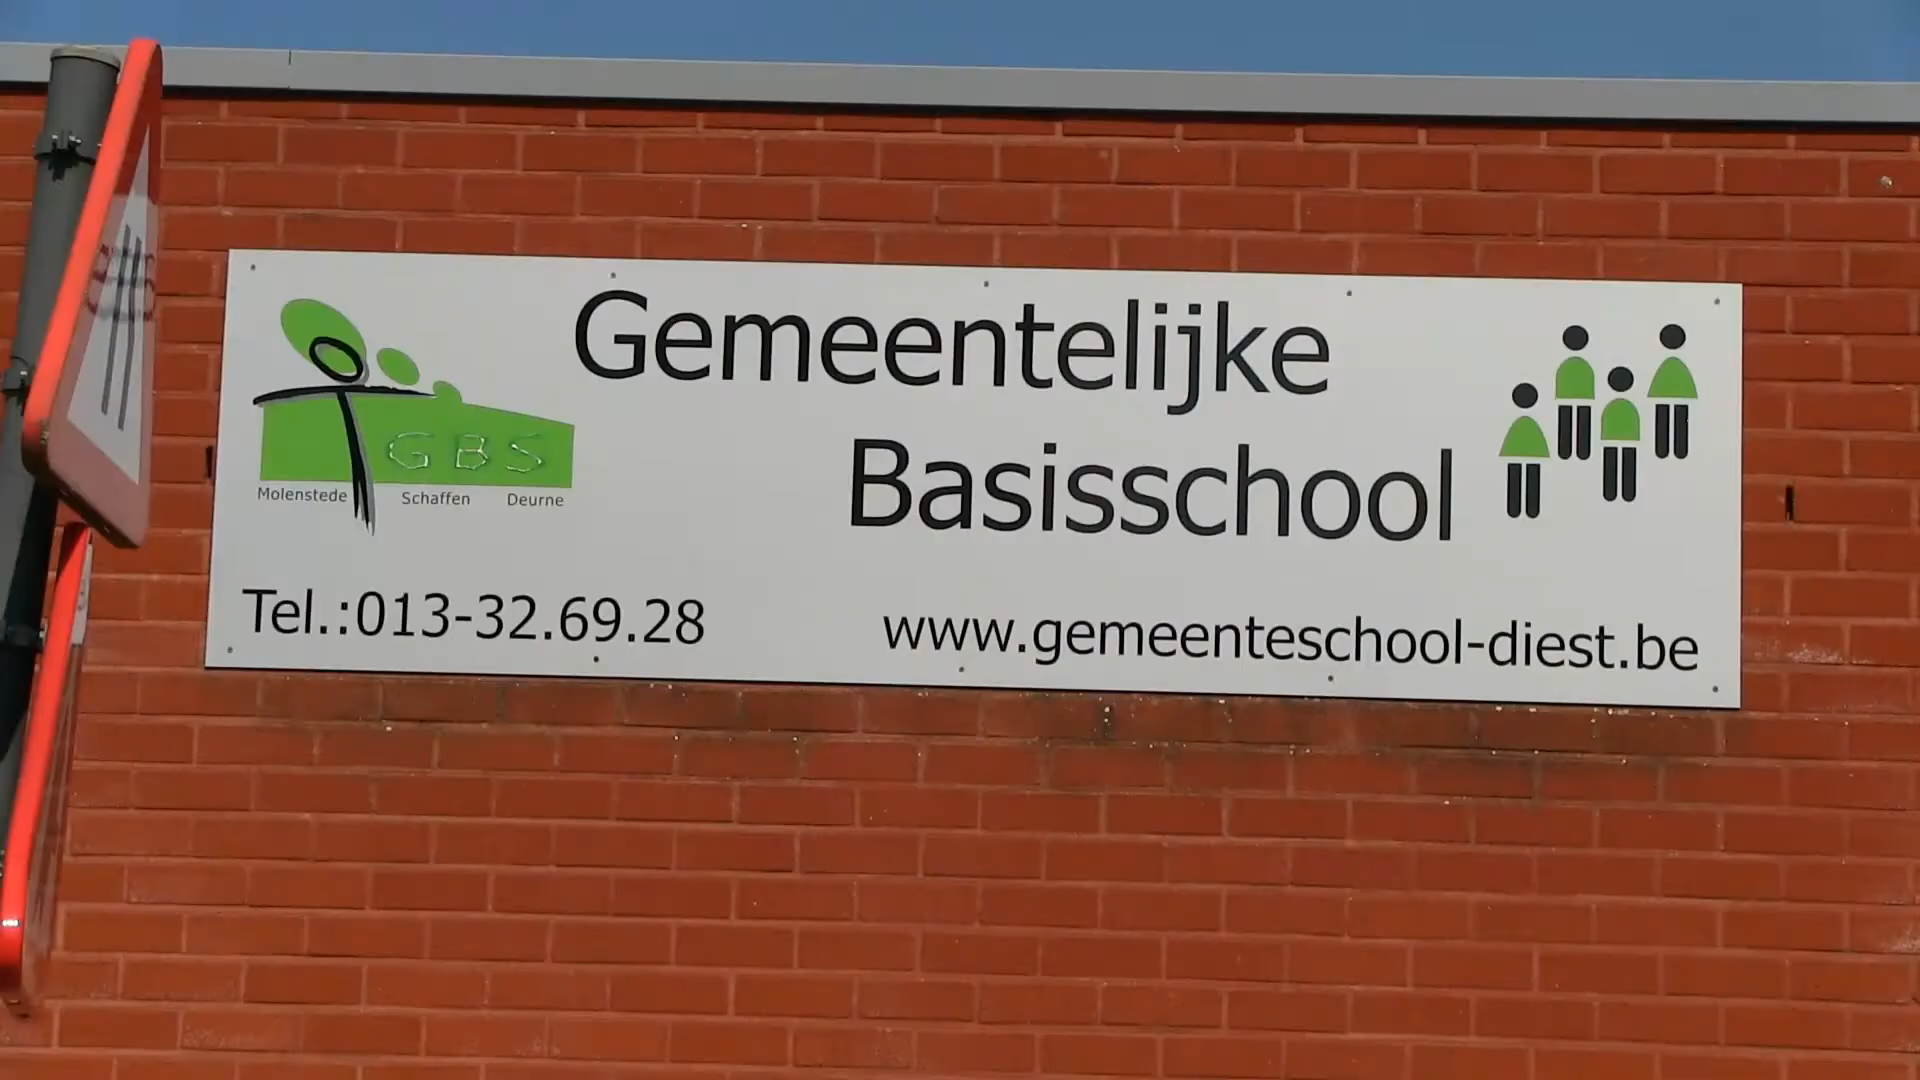 Gemeentelijke
Basisschool
GBS
Molenstede Schaffen Deurne
Tel.:013-32.69.28
www.gemeenteschool-diest.be